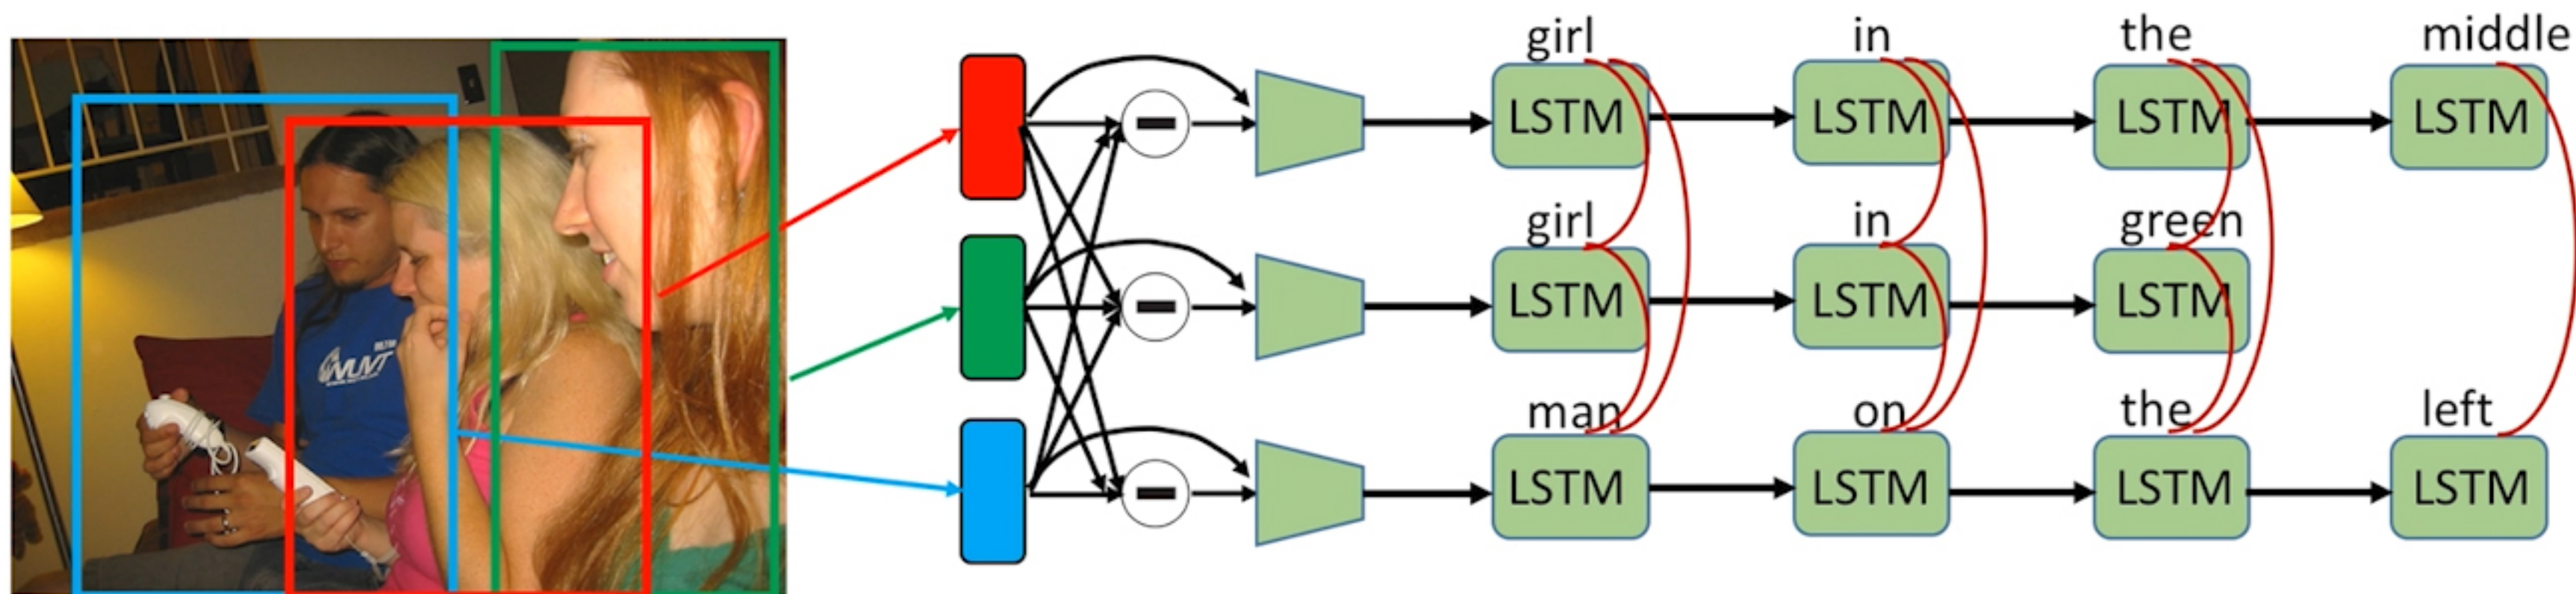 girl in the middle
LSTM LSTM LSTM LSTM
girl in green
LSTM LSTM LSTM
man on the left
LSTM LSTM LSTM LSTM